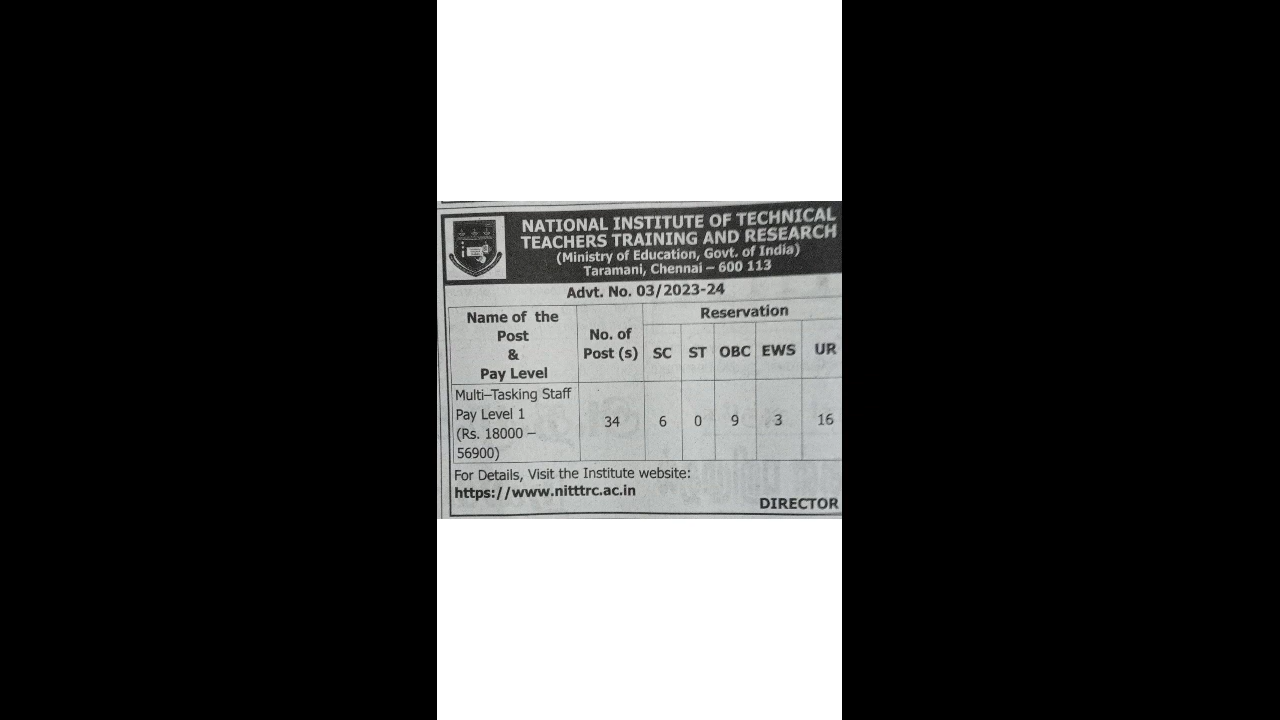 NATIONAL INSTITUTE OF TECHNICAL
TEACHERS TRAINING AND RESEARCH
(Ministry of Education, Govt. of India)
Taramani, Chennai – 600 113
Advt. No. 03/2023-24
Name of the
Post
&
Pay Level
No. of
Post (s)
Reservation
SC ST OBC EWS UR
Multi–Tasking Staff
Pay Level 1
(Rs. 18000 –
56900)
34 6 0 9 3 16
For Details, Visit the Institute website:
https://www.nitttrc.ac.in
DIRECTOR